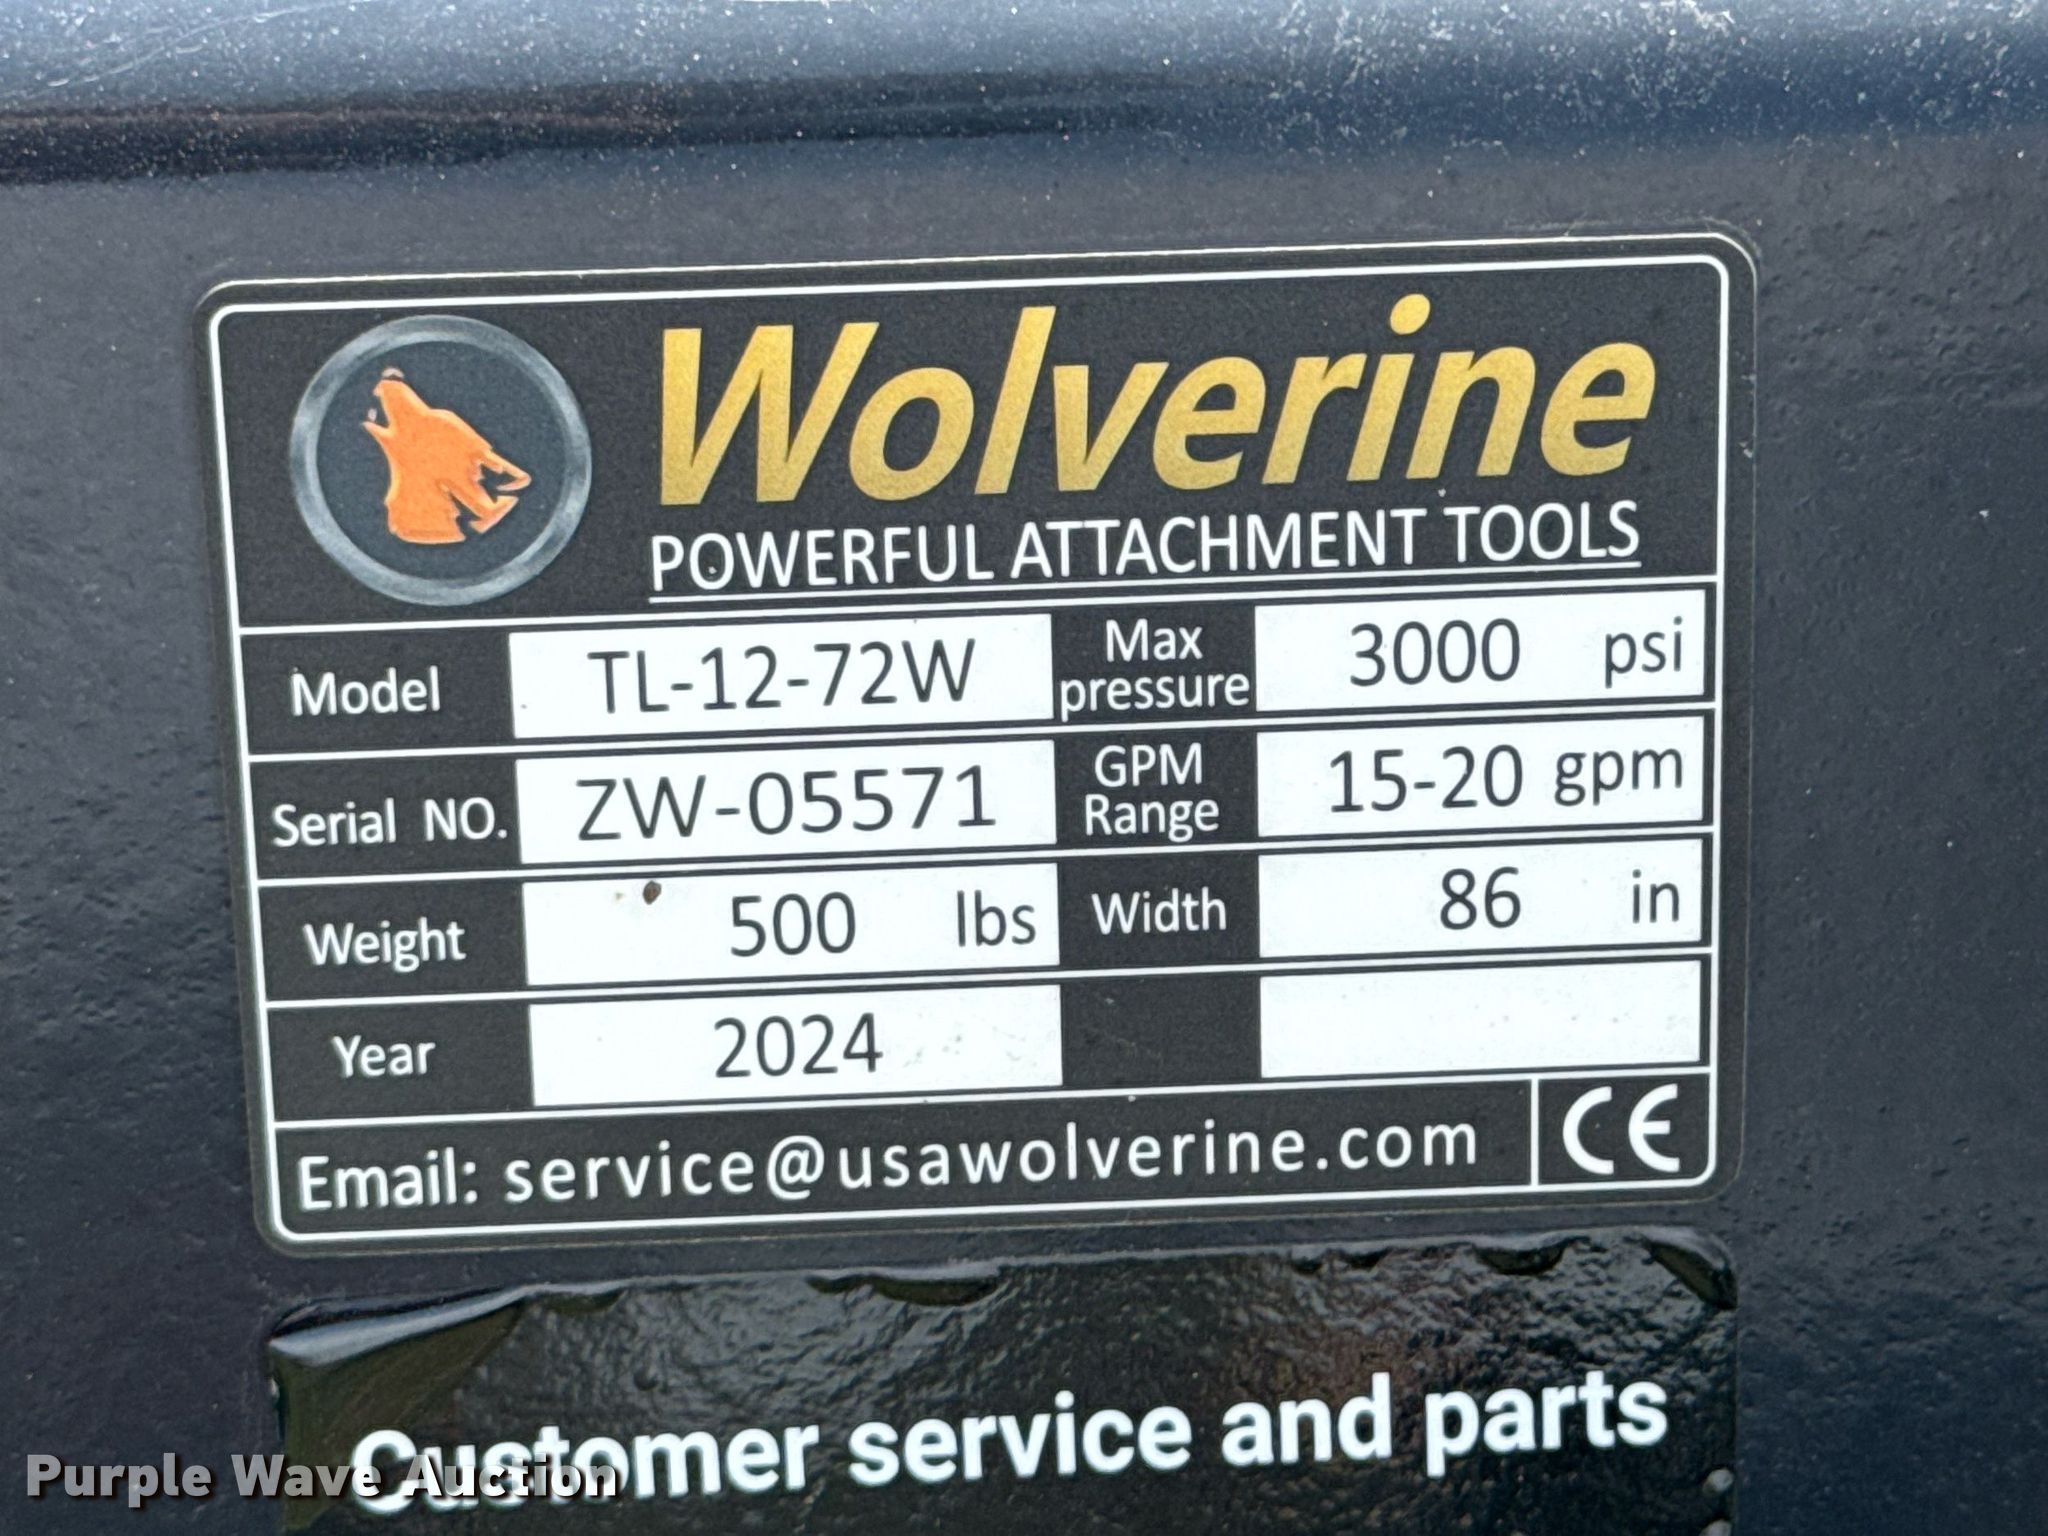 Wolverine
POWERFUL ATTACHMENT TOOLS
Model TL-12-72W Max pressure 3000 psi
Serial NO. ZW-05571 GPM Range 15-20 gpm
Weight 500 lbs Width 86 in
Year 2024
Email: service@usawolverine.com CE
Customer service and parts
Purple Wave Auction